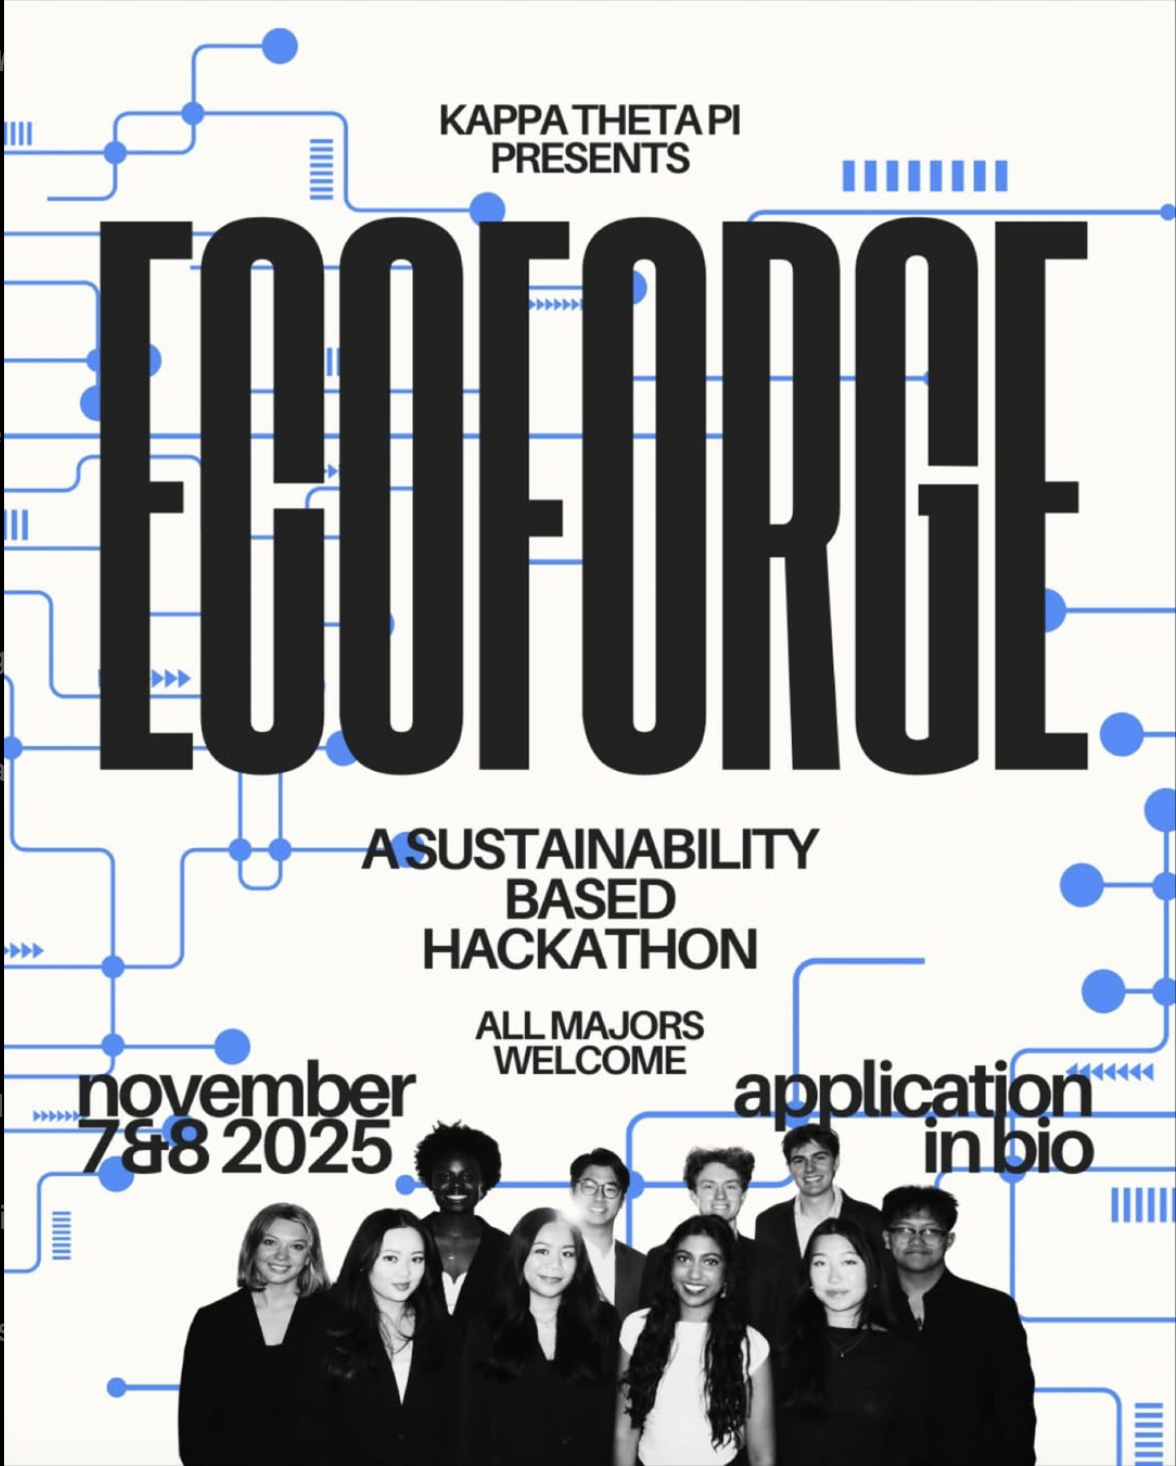 KAPPA THETA PI
PRESENTS
ECOFORGE
A SUSTAINABILITY
BASED
HACKATHON
ALL MAJORS
WELCOME
november
7&8 2025
application
in bio